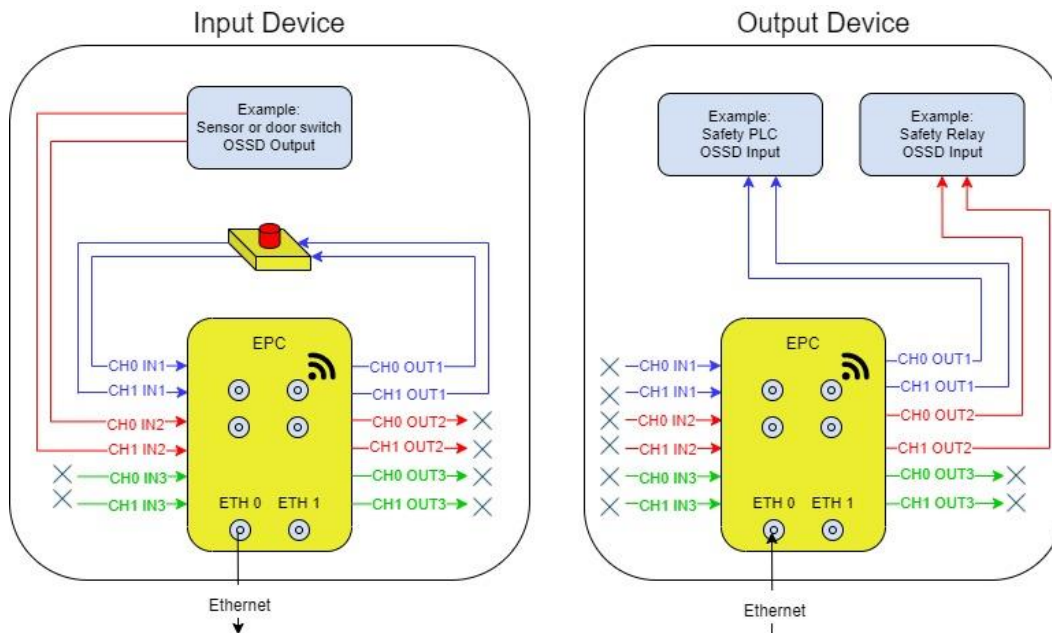 Input Device
Example:
Sensor or door switch
OSSD Output
EPC
CH0 IN1
CH1 IN1
CH0 IN2
CH1 IN2
CH0 IN3
CH1 IN3
CH0 OUT1
CH1 OUT1
CH0 OUT2
CH1 OUT2
CH0 OUT3
CH1 OUT3
ETH 0
ETH 1
Ethernet
Output Device
Example:
Safety PLC
OSSD Input
Example:
Safety Relay
OSSD Input
EPC
CH0 IN1
CH1 IN1
CH0 IN2
CH1 IN2
CH0 IN3
CH1 IN3
CH0 OUT1
CH1 OUT1
CH0 OUT2
CH1 OUT2
CH0 OUT3
CH1 OUT3
ETH 0
ETH 1
Ethernet